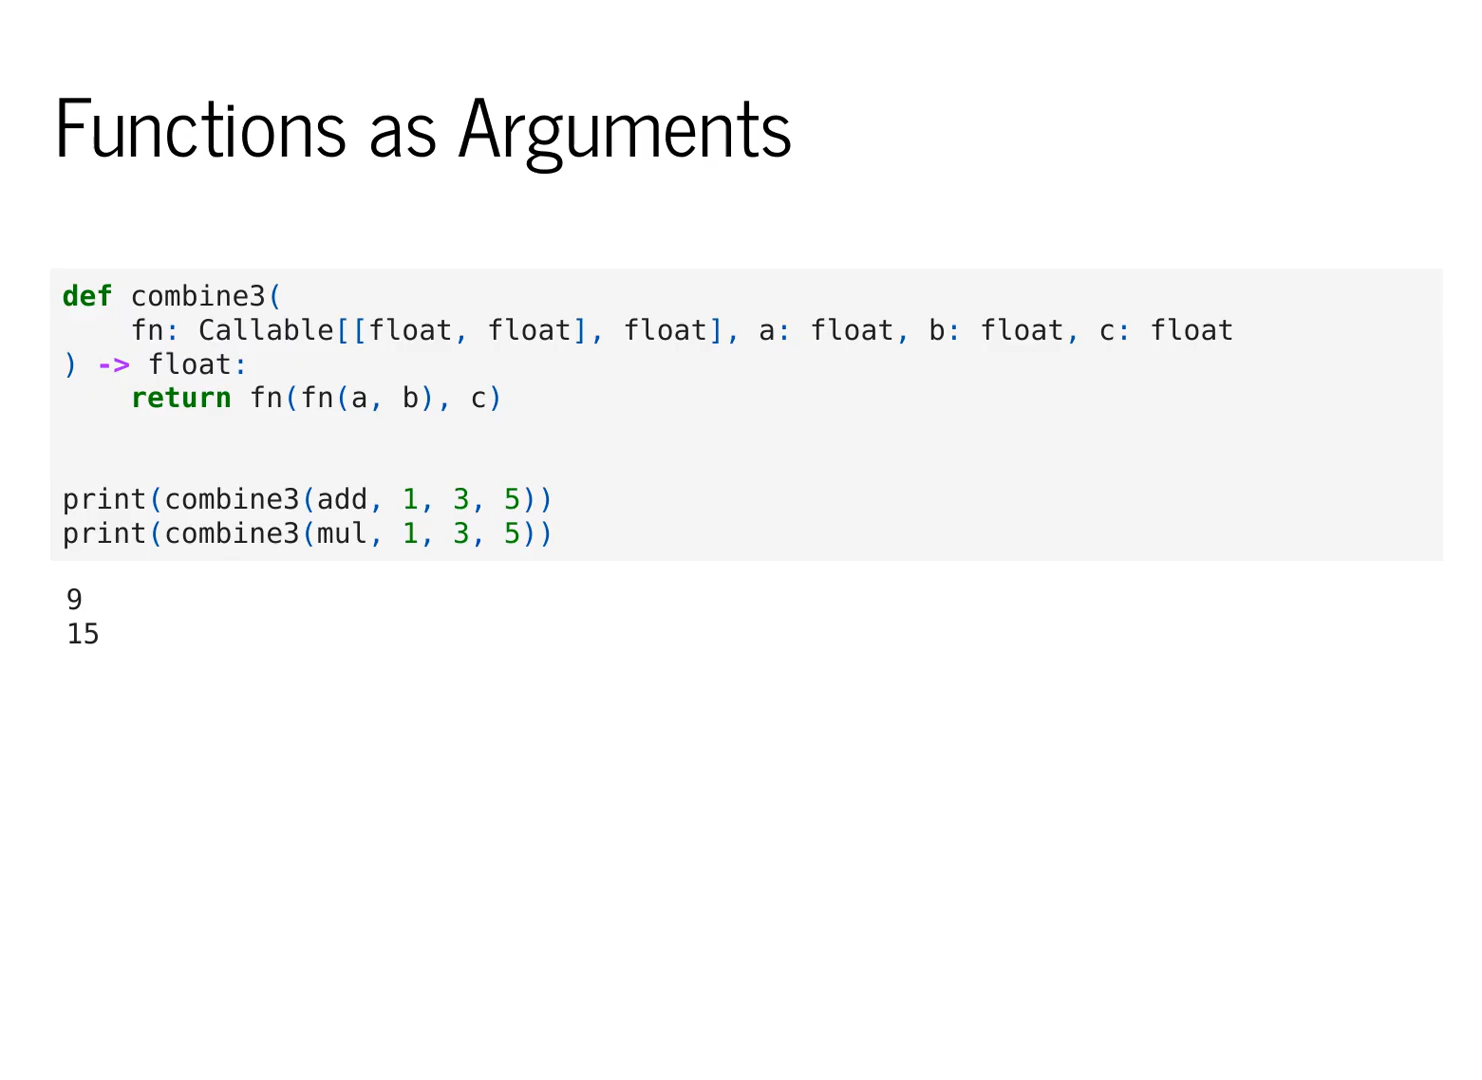 Functions as Arguments
def combine3(
    fn: Callable[[float, float], float], a: float, b: float, c: float
) -> float:
    return fn(fn(a, b), c)
print(combine3(add, 1, 3, 5))
print(combine3(mul, 1, 3, 5))
9
15